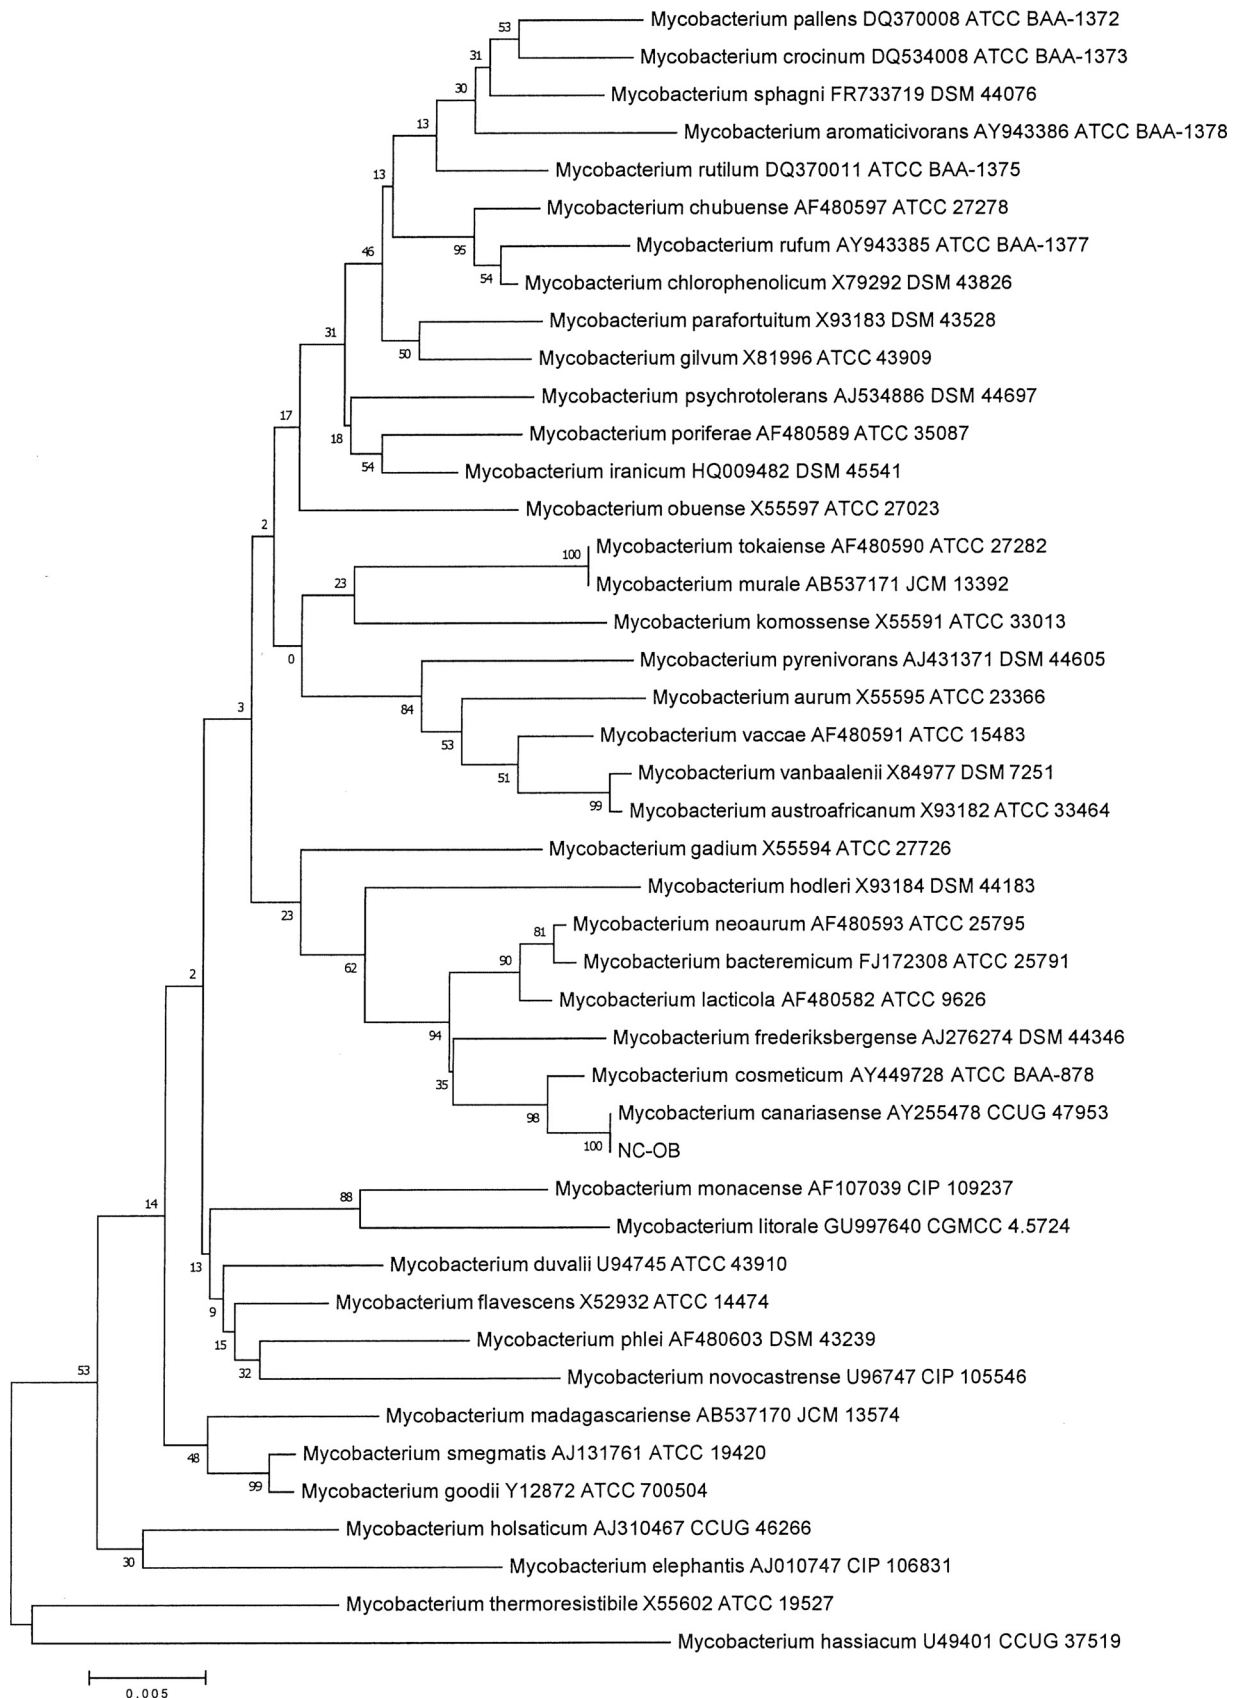 Mycobacterium pallens DQ370008 ATCC BAA-1372
53
Mycobacterium crocinum DQ534008 ATCC BAA-1373
31
Mycobacterium sphagni FR733719 DSM 44076
30
Mycobacterium aromaticivorans AY943386 ATCC BAA-1378
13
Mycobacterium rutilum DQ370011 ATCC BAA-1375
13
Mycobacterium chubuense AF480597 ATCC 27278
95
46
Mycobacterium rufum AY943385 ATCC BAA-1377
54
Mycobacterium chlorophenolicum X79292 DSM 43826
Mycobacterium parafortuitum X93183 DSM 43528
31
50
Mycobacterium gilvum X81996 ATCC 43909
Mycobacterium psychrotolerans AJ534886 DSM 44697
17
18
Mycobacterium poriferae AF480589 ATCC 35087
54
Mycobacterium iranicum HQ009482 DSM 45541
Mycobacterium obuense X55597 ATCC 27023
2
Mycobacterium tokaiense AF480590 ATCC 27282
100
Mycobacterium murale AB537171 JCM 13392
23
Mycobacterium komossense X55591 ATCC 33013
0
Mycobacterium pyrenivorans AJ431371 DSM 44605
84
Mycobacterium aurum X55595 ATCC 23366
3
53
Mycobacterium vaccae AF480591 ATCC 15483
51
Mycobacterium vanbaalenii X84977 DSM 7251
99
Mycobacterium austroafricanum X93182 ATCC 33464
Mycobacterium gadium X55594 ATCC 27726
23
Mycobacterium hodleri X93184 DSM 44183
62
Mycobacterium neoaurum AF480593 ATCC 25795
81
Mycobacterium bacteremicum FJ172308 ATCC 25791
90
2
Mycobacterium lacticola AF480582 ATCC 9626
94
Mycobacterium frederiksbergense AJ276274 DSM 44346
35
Mycobacterium cosmeticum AY449728 ATCC BAA-878
98
Mycobacterium canariasense AY255478 CCUG 47953
100
NC-OB
Mycobacterium monacense AF107039 CIP 109237
88
14
Mycobacterium litorale GU997640 CGMCC 4.5724
13
Mycobacterium duvalii U94745 ATCC 43910
9
Mycobacterium flavescens X52932 ATCC 14474
15
Mycobacterium phlei AF480603 DSM 43239
32
53
Mycobacterium novocastrense U96747 CIP 105546
Mycobacterium madagascariense AB537170 JCM 13574
48
Mycobacterium smegmatis AJ131761 ATCC 19420
99
Mycobacterium goodii Y12872 ATCC 700504
Mycobacterium holsaticum AJ310467 CCUG 46266
30
Mycobacterium elephantis AJ010747 CIP 106831
Mycobacterium thermoresistibile X55602 ATCC 19527
Mycobacterium hassiacum U49401 CCUG 37519
0.005